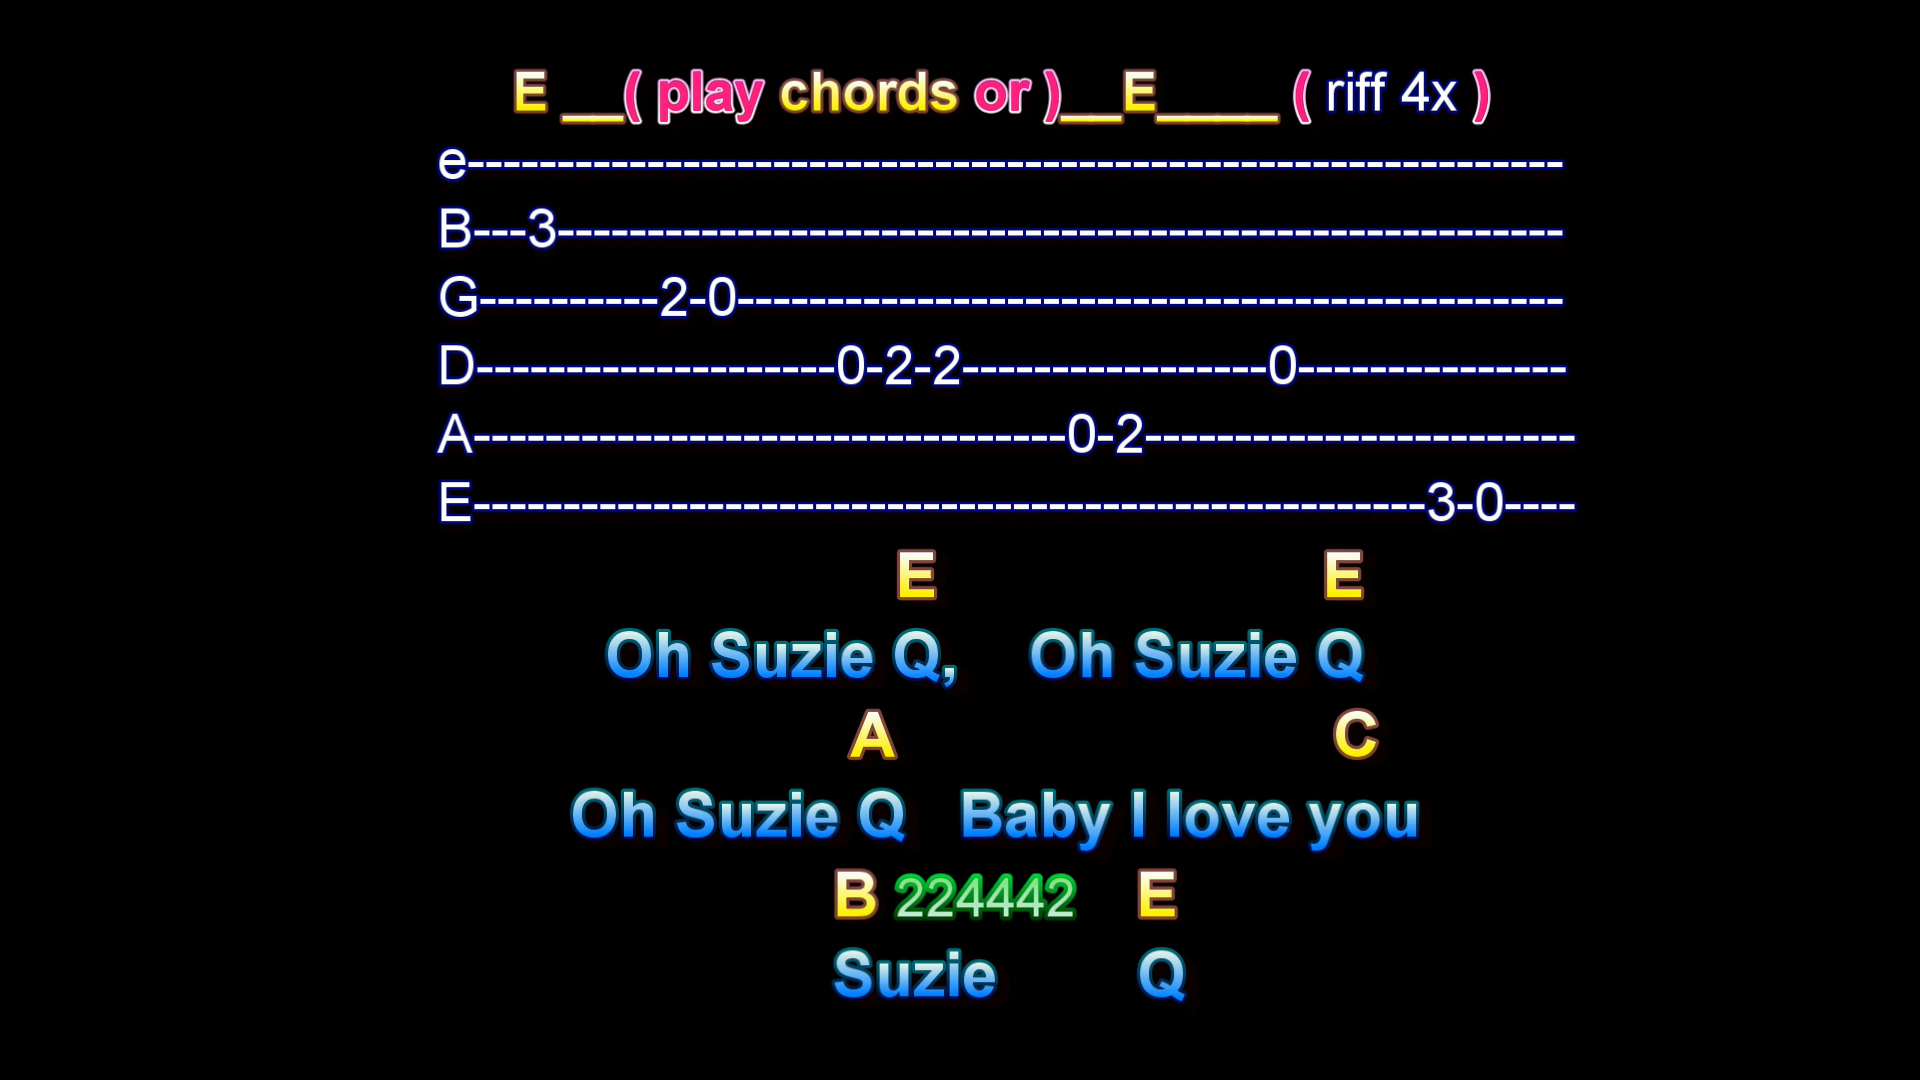 E __( play chords or )__E____ ( riff 4x )
e-------------------------------------------------------------
B---3--------------------------------------------------------
G----------2-0----------------------------------------------
D--------------------0-2-2-----------------0---------------
A---------------------------------0-2------------------------
E-----------------------------------------------------3-0----
E E
Oh Suzie Q, Oh Suzie Q
A C
Oh Suzie Q Baby I love you
B 224442 E
Suzie Q